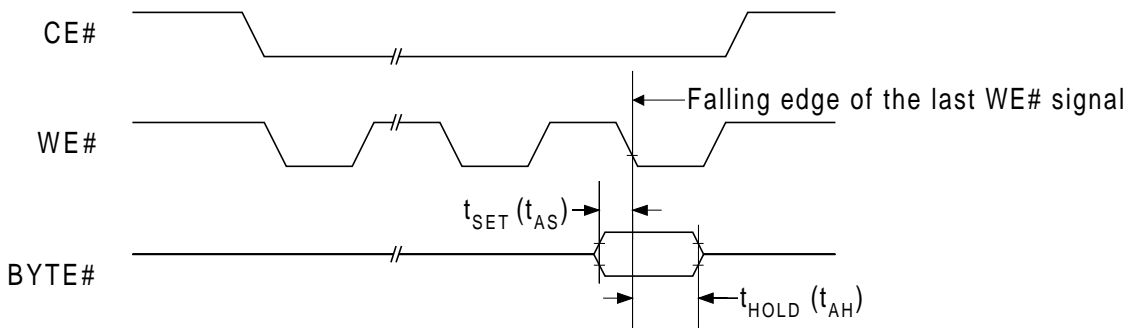 CE#
Falling edge of the last WE# signal
WE#
tSET (tAS)
BYTE#
tHOLD (tAH)